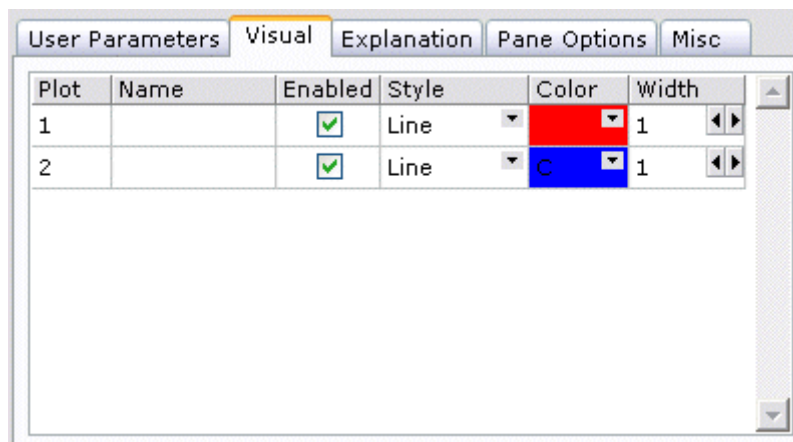 User Parameters Visual Explanation Pane Options Misc
Plot Name Enabled Style Color Width
1 Line 1
2 Line C 1